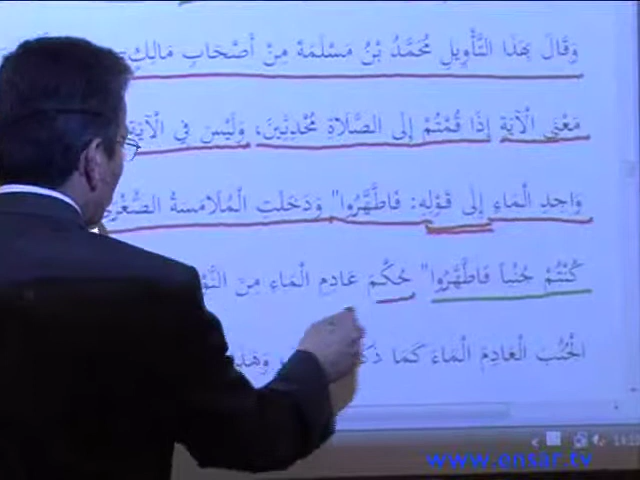 وَقَالَ بِهَذَا التَّأْوِيلِ مُحَمَّدُ بْنُ مَسْلَمَةَ مِنْ أَصْحَابِ مَالِكٍ
مَعْنَى الْآيَةِ إِذَا قُمْتُمْ إِلَى الصَّلَاةِ مُحْدِثِينَ، وَلَيْسَ فِي الْآيَةِ
وَاجِدِ الْمَاءِ إِلَى قَوْلِهِ: فَاطَّهَّرُوا" وَدَخَلَتِ الْمُلَامَسَةُ
كُنْتُمْ جُنُباً فَاطَّهَّرُوا" حُكْمَ عَادِمِ الْمَاءِ مِنَ
الْجُنُبَ الْعَادِمَ الْمَاءَ كَمَا
www.ensar.tv